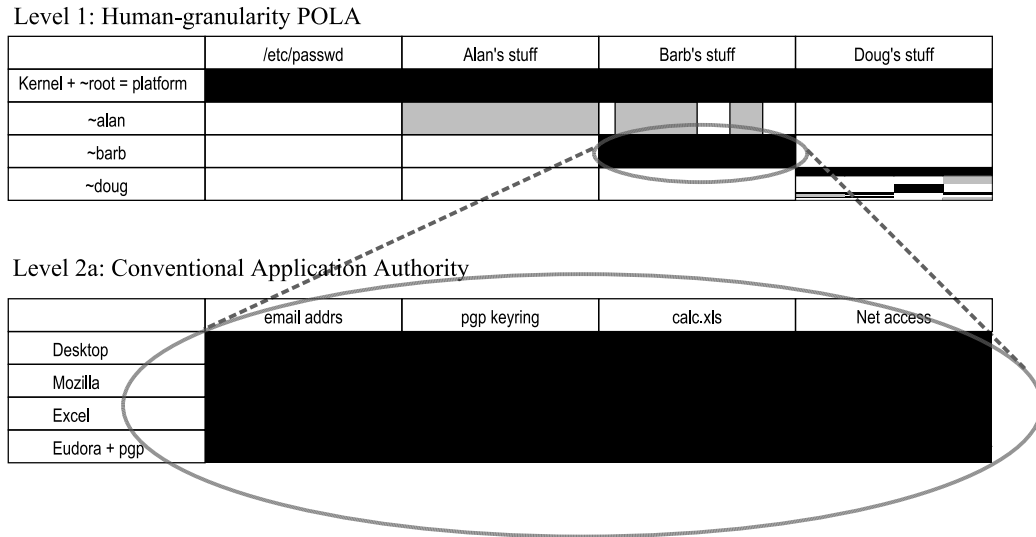 Level 1: Human-granularity POLA
/etc/passwd Alan's stuff Barb's stuff Doug's stuff
Kernel + ~root = platform
~alan
~barb
~doug
Level 2a: Conventional Application Authority
email addrs pgp keyring calc.xls Net access
Desktop
Mozilla
Excel
Eudora + pgp